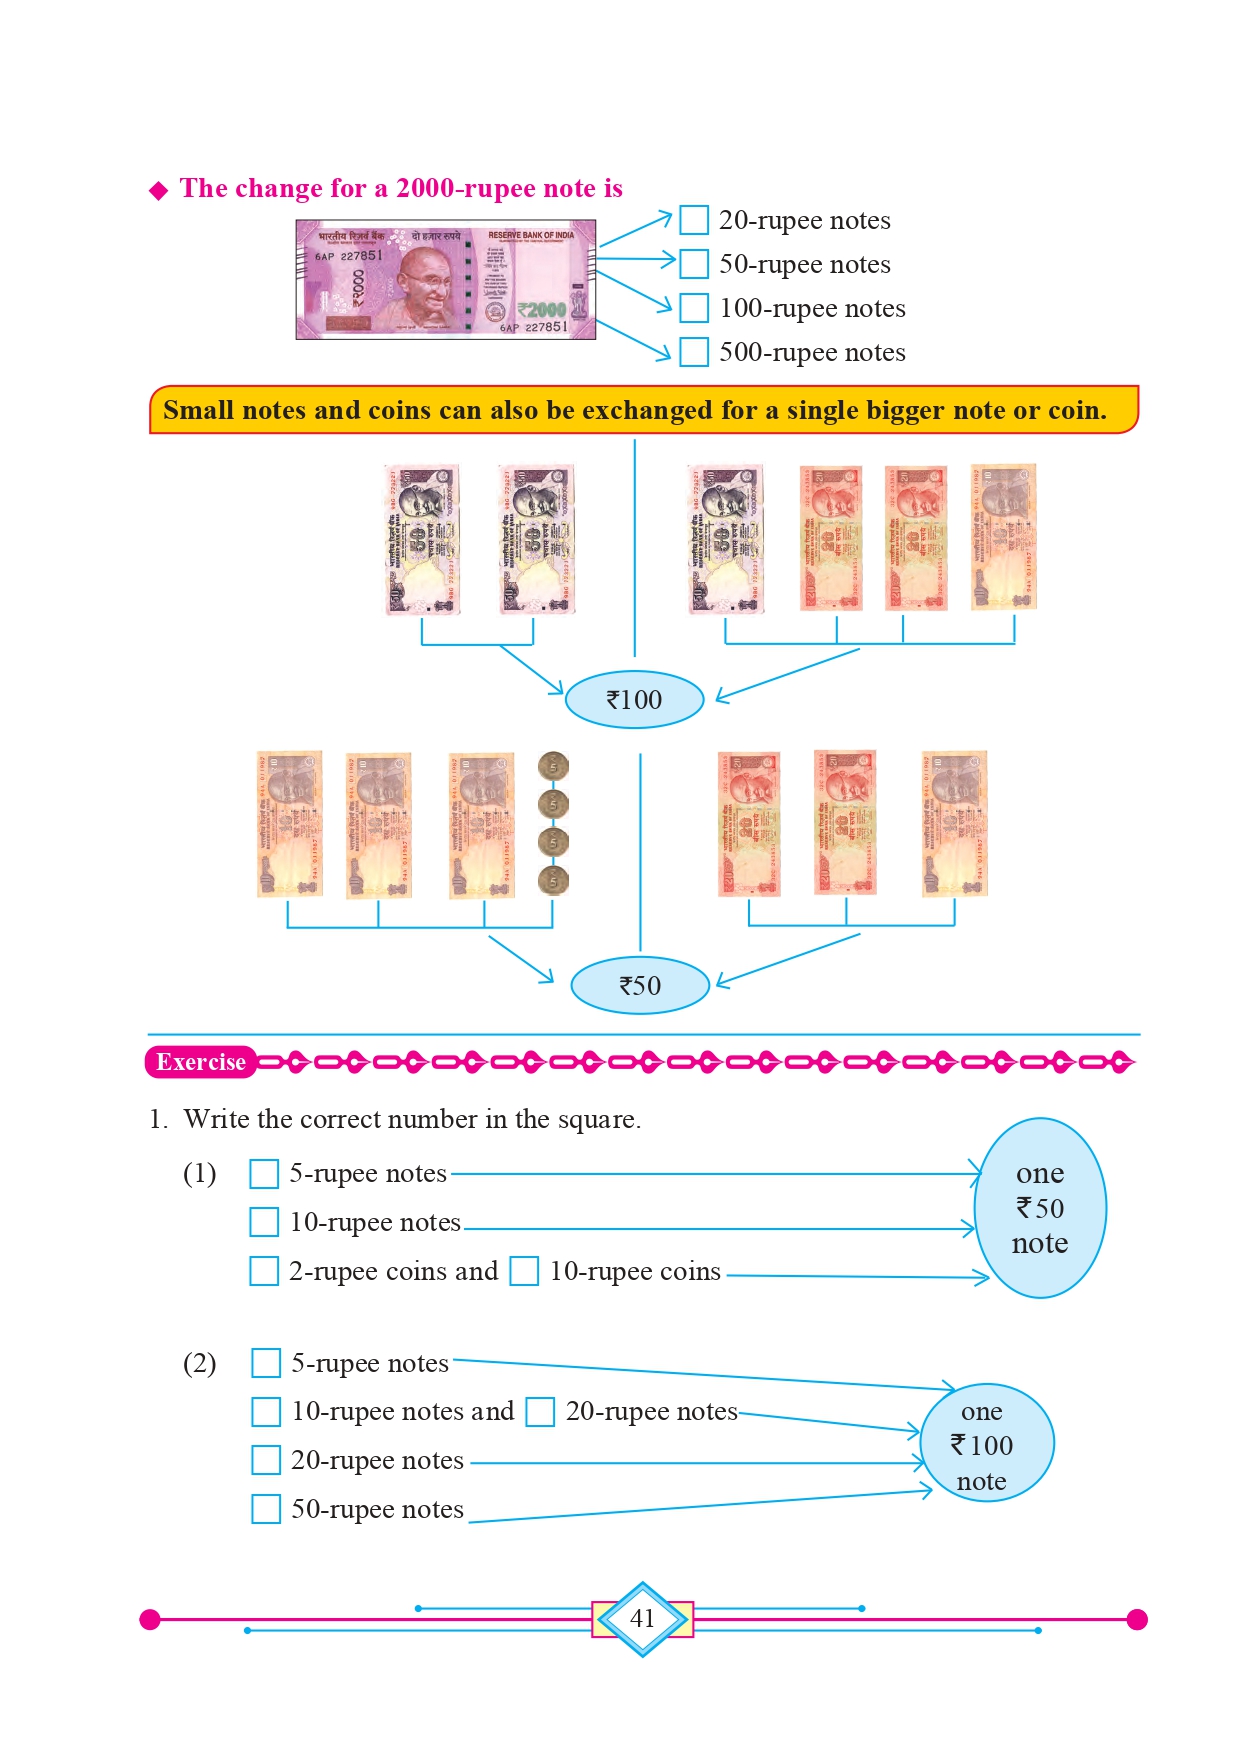 ◆ The change for a 2000-rupee note is
भारतीय रिज़र्व बैंक दो हज़ार रुपये RESERVE BANK OF INDIA
6AP 227851
₹2000
₹2000
6AP 227851
20-rupee notes
50-rupee notes
100-rupee notes
500-rupee notes
Small notes and coins can also be exchanged for a single bigger note or coin.
₹100
₹50
Exercise
1. Write the correct number in the square.
(1) 5-rupee notes
10-rupee notes
2-rupee coins and 10-rupee coins
one
₹50
note
(2) 5-rupee notes
10-rupee notes and 20-rupee notes
20-rupee notes
50-rupee notes
one
₹100
note
41